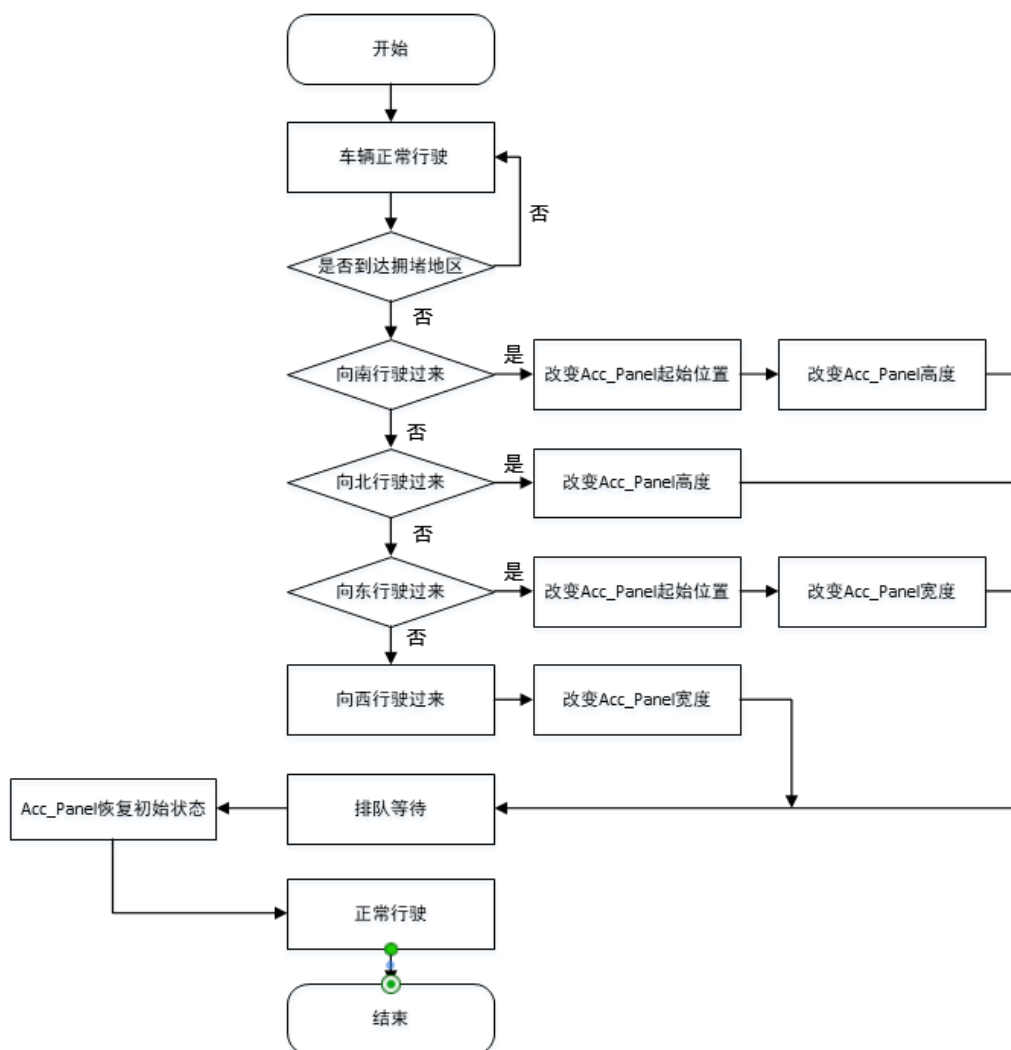 开始
车辆正常行驶
否
是否到达拥堵地区
否
向南行驶过来
是
改变Acc_Panel起始位置
改变Acc_Panel高度
否
向北行驶过来
是
改变Acc_Panel高度
否
向东行驶过来
是
改变Acc_Panel起始位置
改变Acc_Panel宽度
否
向西行驶过来
改变Acc_Panel宽度
Acc_Panel恢复初始状态
排队等待
正常行驶
结束